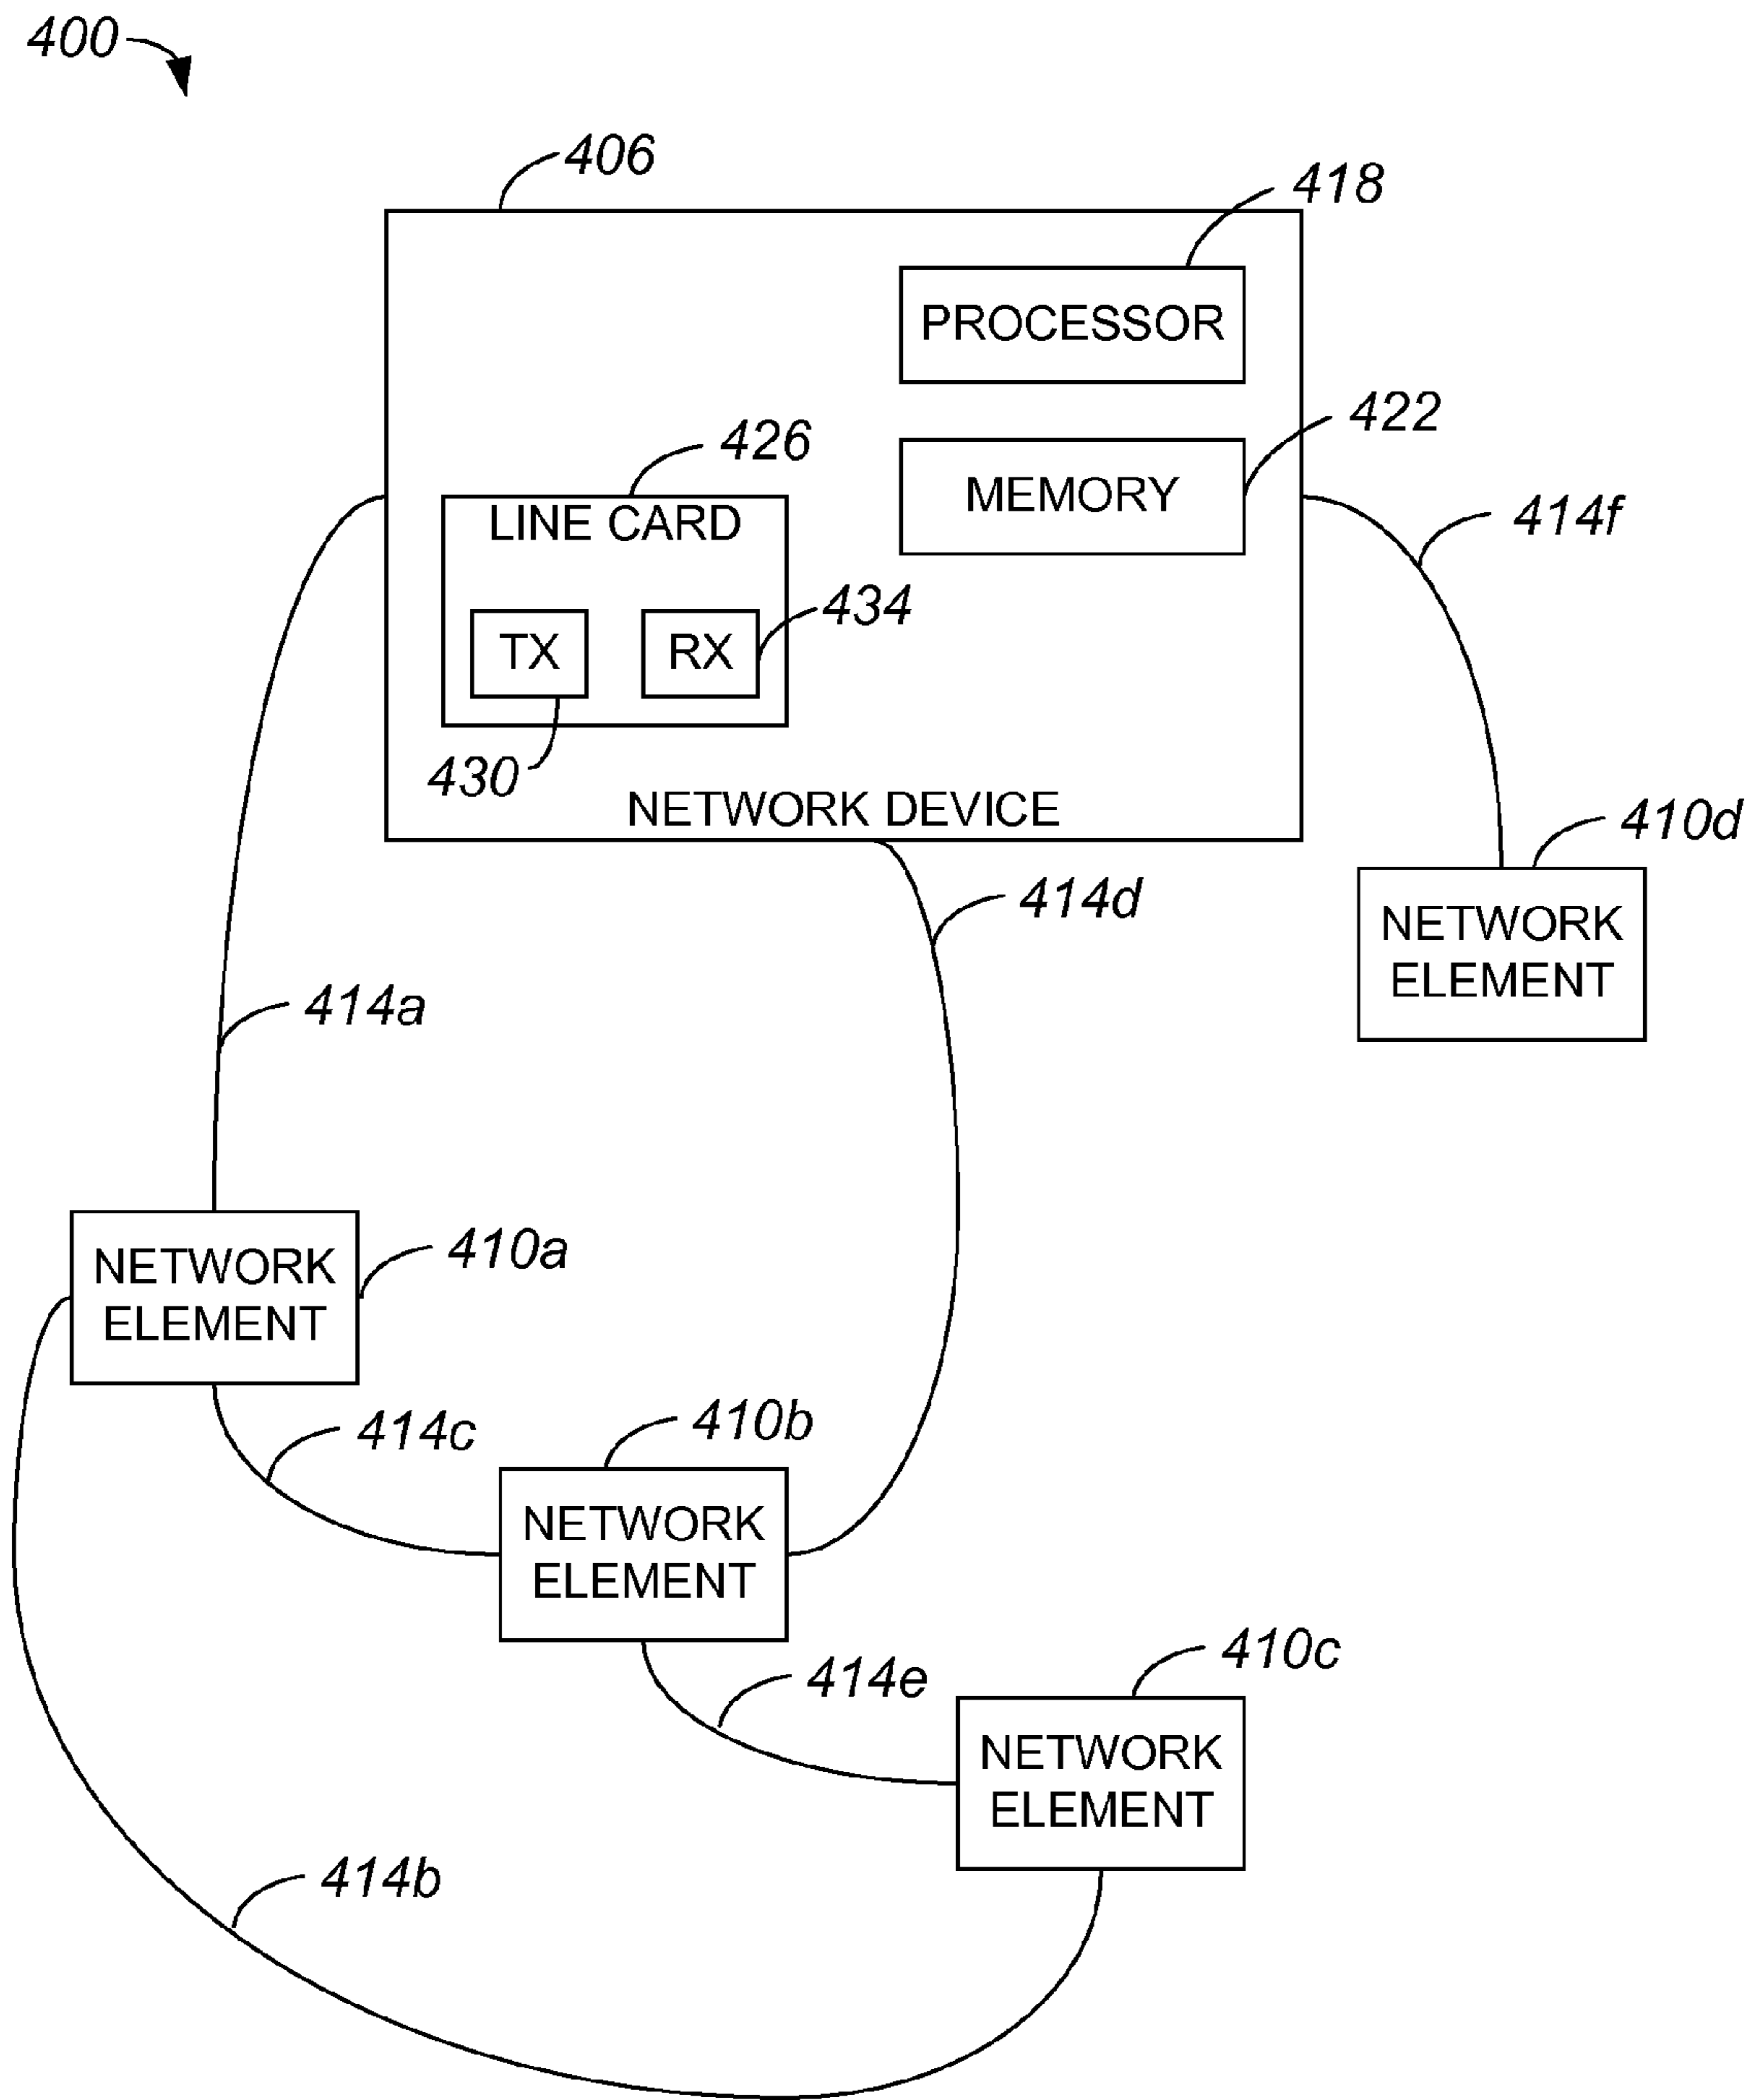 400
406
418
PROCESSOR
422
426
MEMORY
LINE CARD
414f
434
TX
RX
430
NETWORK DEVICE
410d
414d
NETWORK
ELEMENT
414a
410a
NETWORK
ELEMENT
414c
410b
NETWORK
ELEMENT
410c
414e
NETWORK
ELEMENT
414b